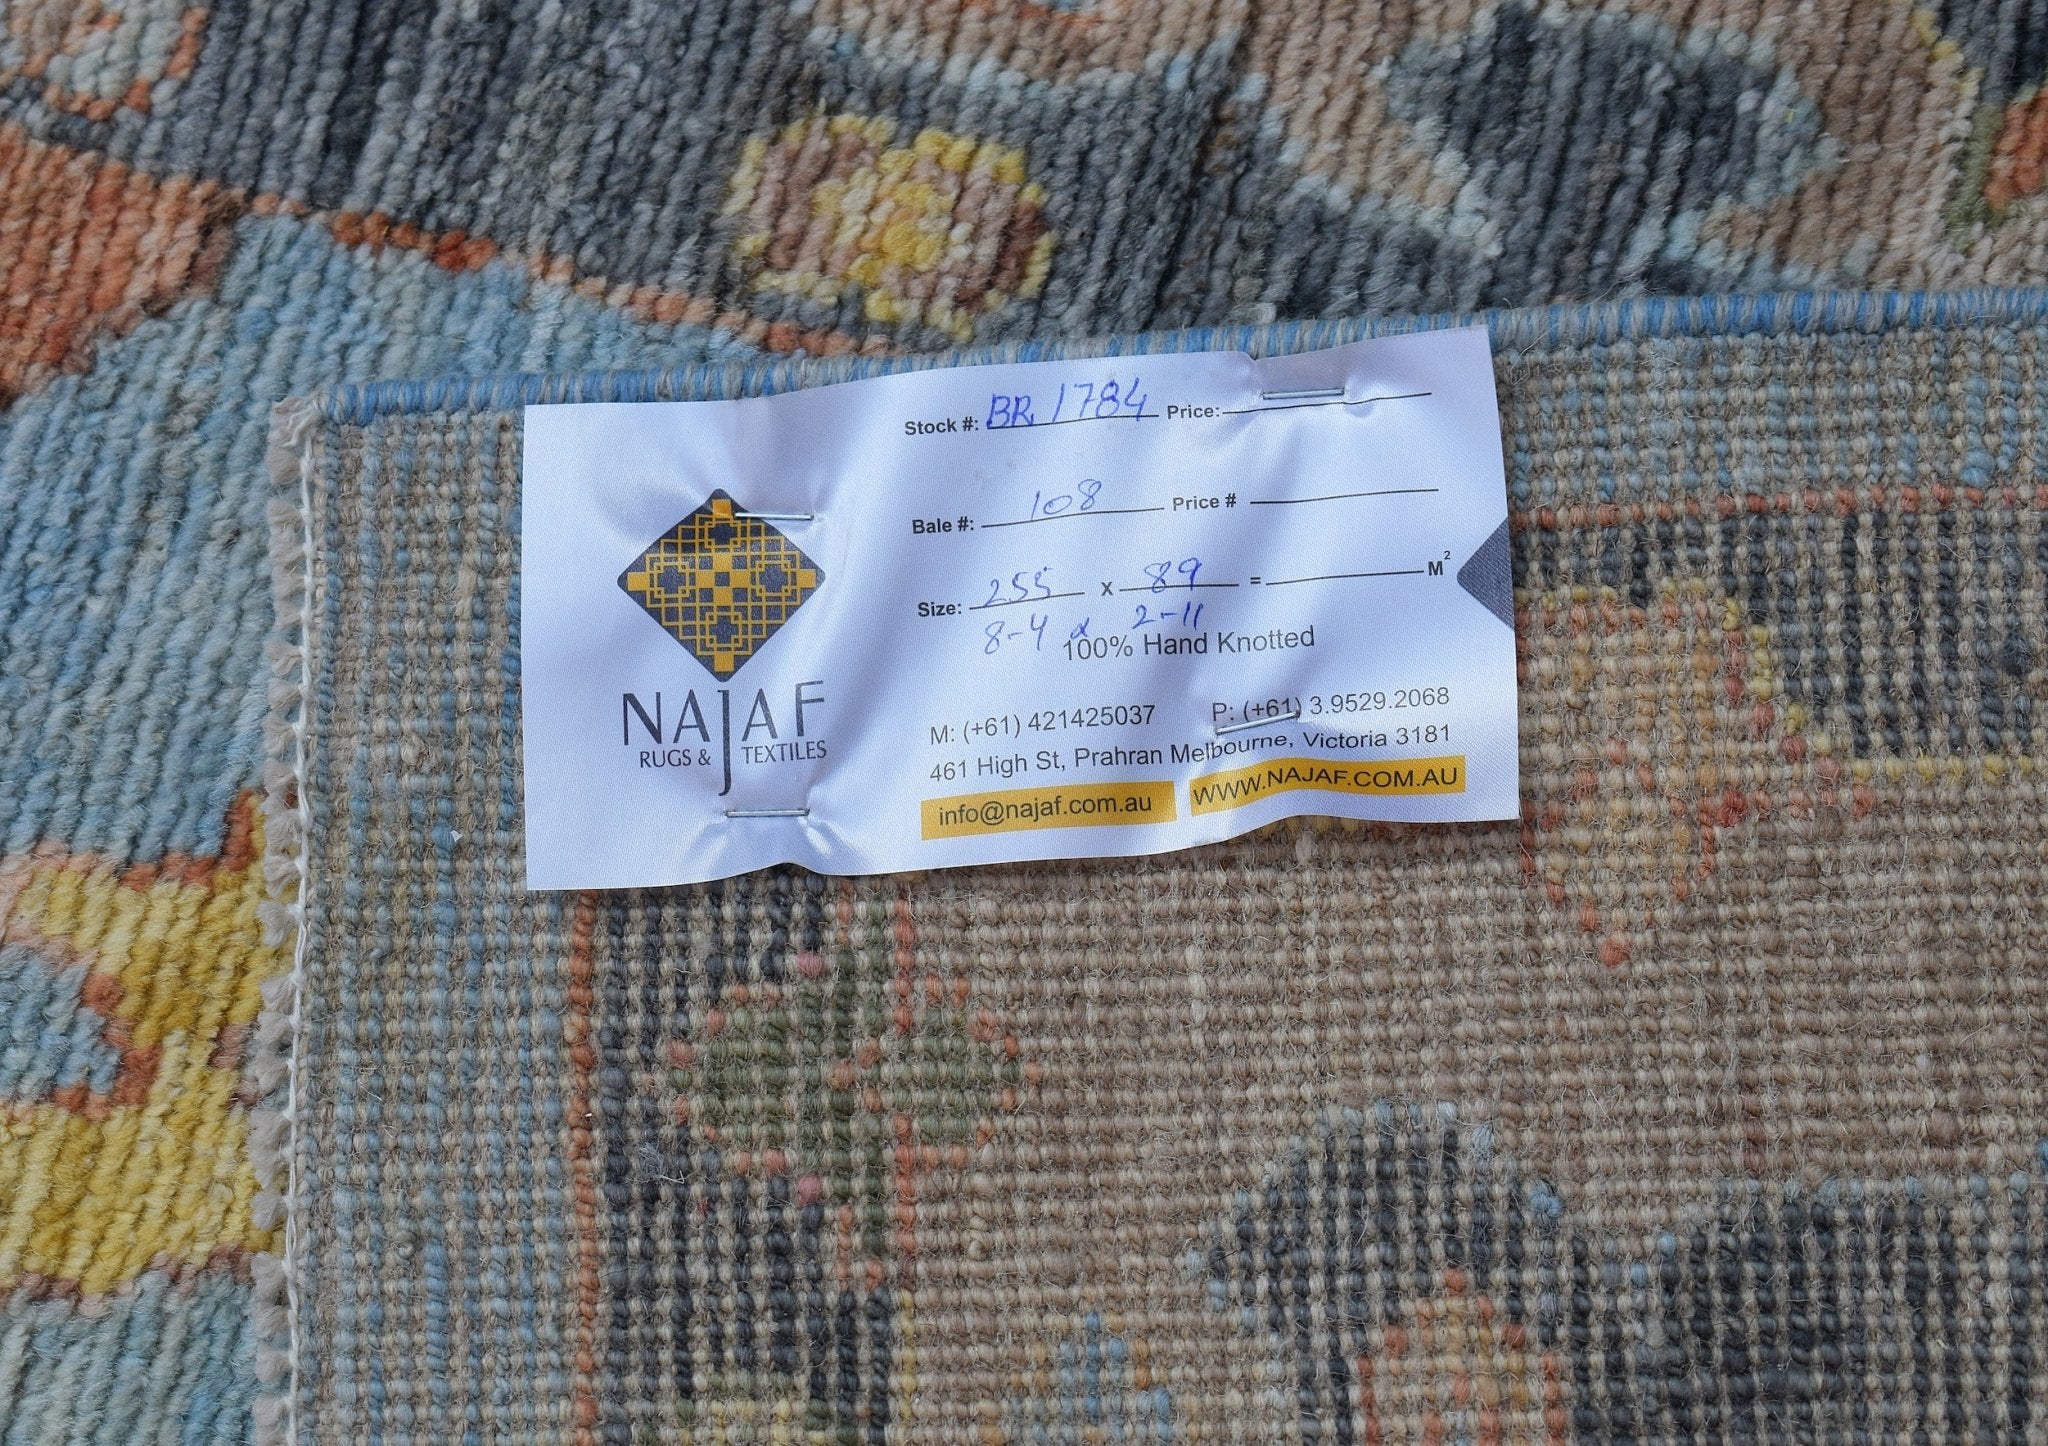 Stock #: BR 1784 Price:
Bale #: 108 Price #
Size: 255 x 89 = M²
8-4 x 2-11
100% Hand Knotted
NAJAF
RUGS & TEXTILES
M: (+61) 421425037 P: (+61) 3.9529.2068
461 High St, Prahran Melbourne, Victoria 3181
info@najaf.com.au WWW.NAJAF.COM.AU